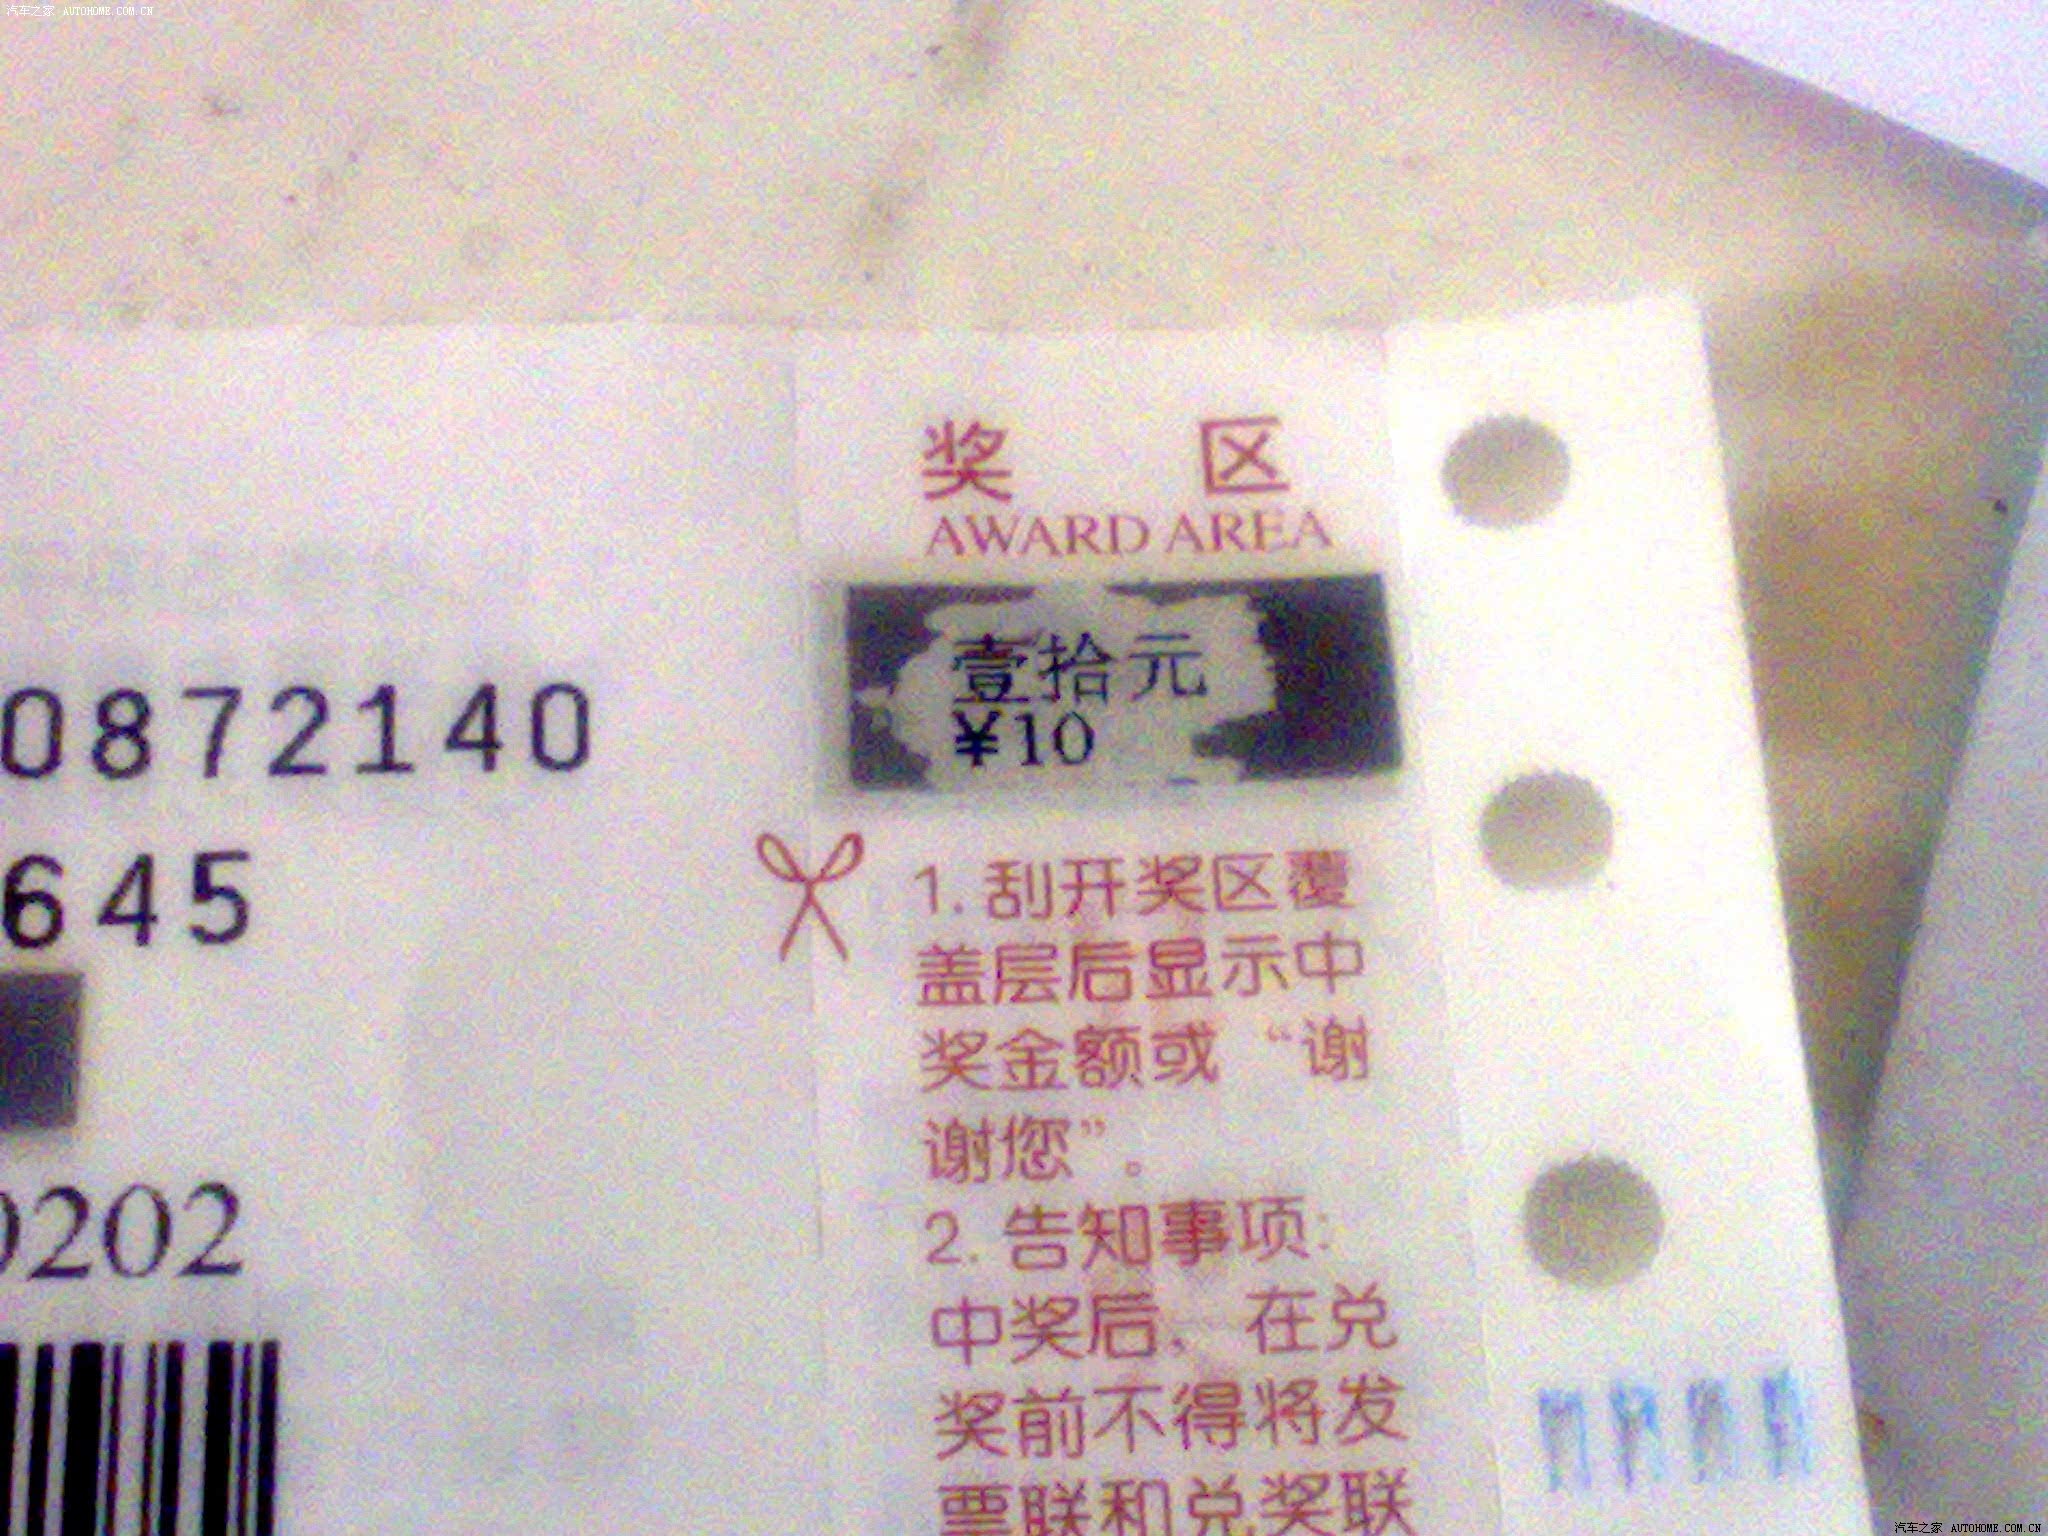 汽车之家 AUTOHOME.COM.CN
奖 区
AWARD AREA
壹拾元
¥10
0872140
645
0202
1. 刮开奖区覆
盖层后显示中
奖金额或“谢
谢您”。
2. 告知事项:
中奖后, 在兑
奖前不得将发
票联和兑奖联
汽车之家 AUTOHOME.COM.CN